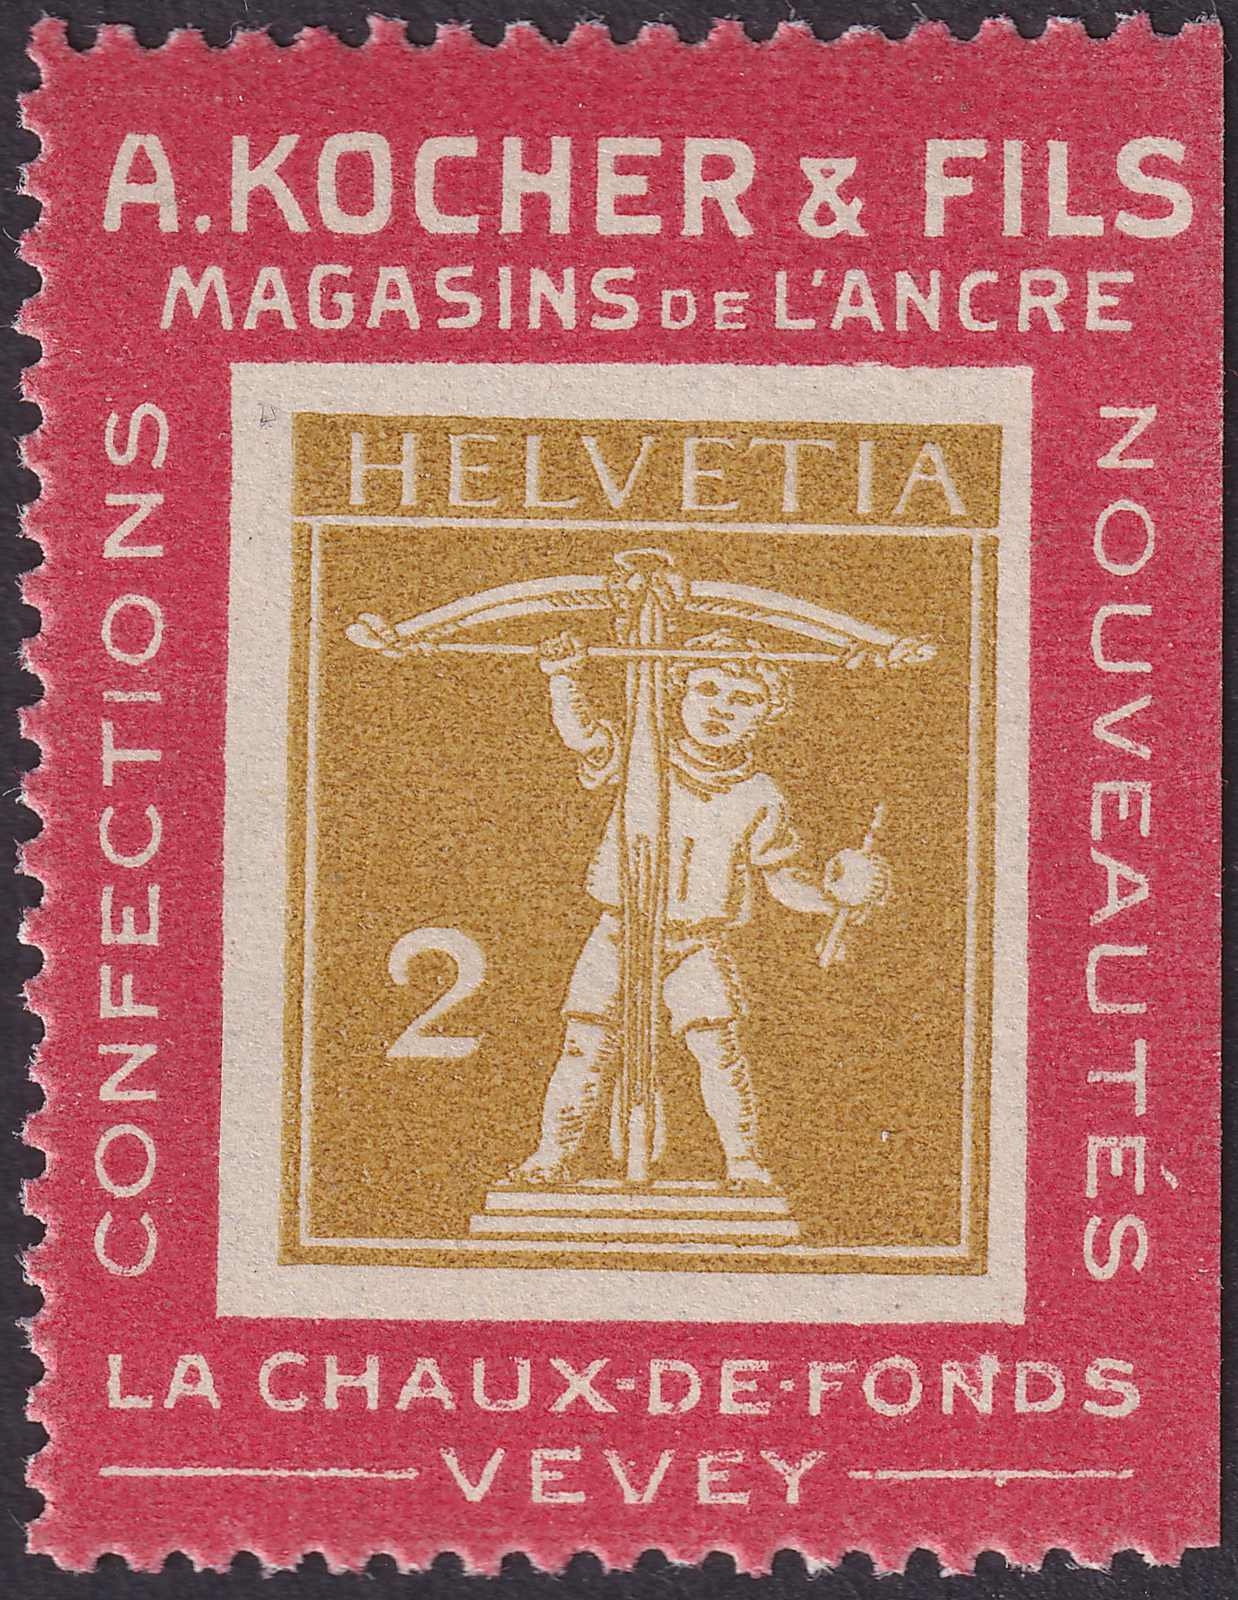 A. KOCHER & FILS
MAGASINS DE L'ANCRE
CONFECTIONS
HELVETIA
2
NOUVEAUTÉS
LA CHAUX-DE-FONDS
VEVEY